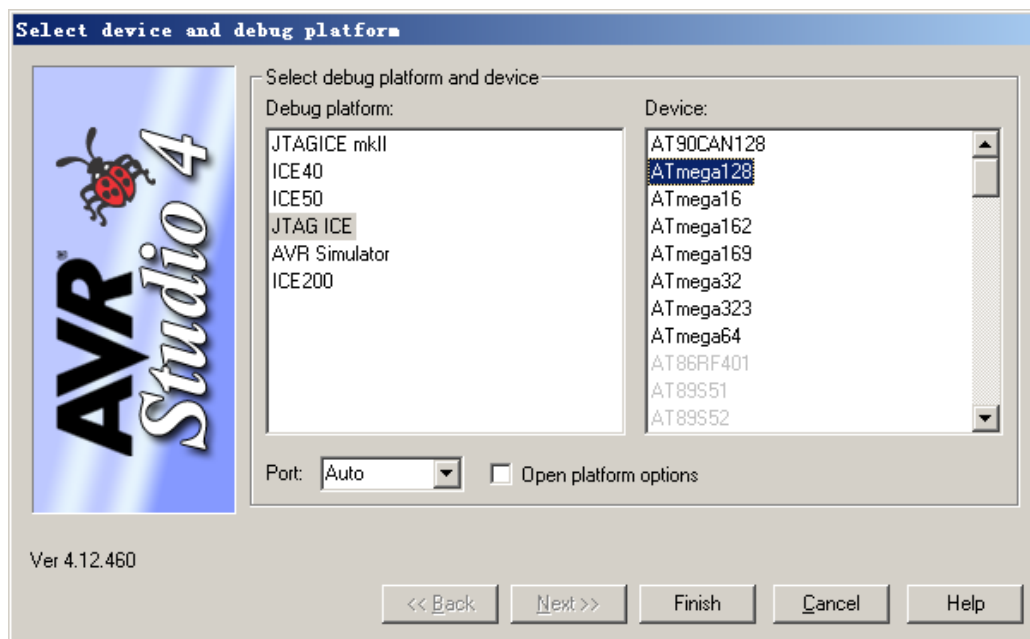 Select device and debug platform
AVR®
Studio 4
Select debug platform and device
Debug platform:
JTAGICE mkII
ICE40
ICE50
JTAG ICE
AVR Simulator
ICE200
Device:
AT90CAN128
ATmega128
ATmega16
ATmega162
ATmega169
ATmega32
ATmega323
ATmega64
AT86RF401
AT89S51
AT89S52
Port: Auto
Open platform options
Ver 4.12.460
<< Back
Next >>
Finish
Cancel
Help